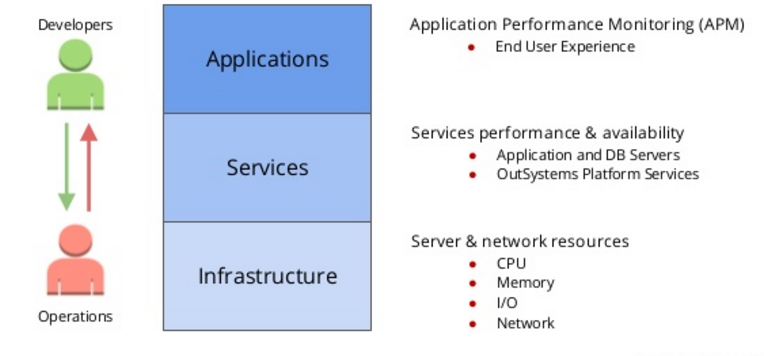 Developers
Operations
Applications
Services
Infrastructure
Application Performance Monitoring (APM)
• End User Experience
Services performance & availability
• Application and DB Servers
• OutSystems Platform Services
Server & network resources
• CPU
• Memory
• I/O
• Network